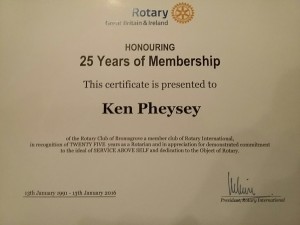 Rotary
Great Britain & Ireland
HONOURING
25 Years of Membership
This certificate is presented to
Ken Pheysey
of the Rotary Club of Bromsgrove a member club of Rotary International,
in recognition of TWENTY FIVE years as a Rotarian and in appreciation for demonstrated commitment
to the ideal of SERVICE ABOVE SELF and dedication to the Object of Rotary.
15th January 1991 - 15th January 2016
President Rotary International